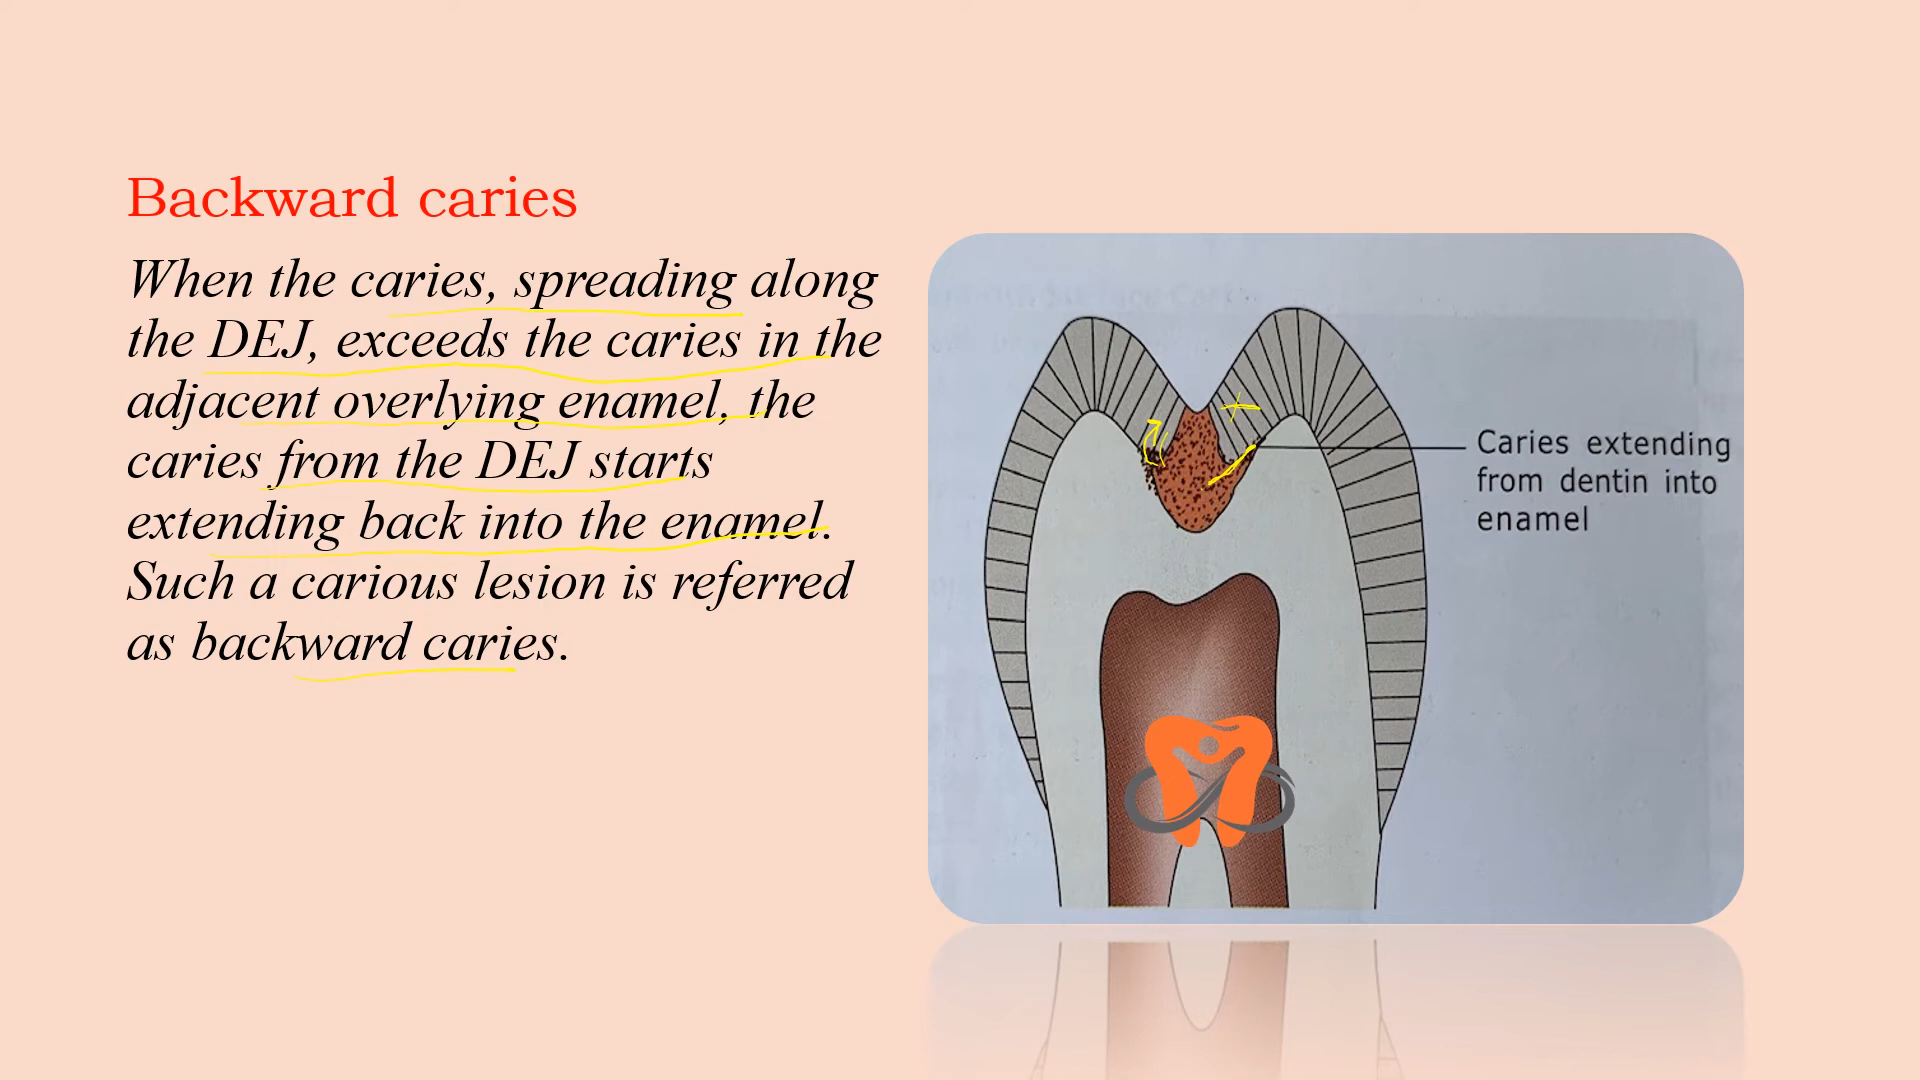 Backward caries
When the caries, spreading along
the DEJ, exceeds the caries in the
adjacent overlying enamel, the
caries from the DEJ starts
extending back into the enamel.
Such a carious lesion is referred
as backward caries.
Caries extending
from dentin into
enamel